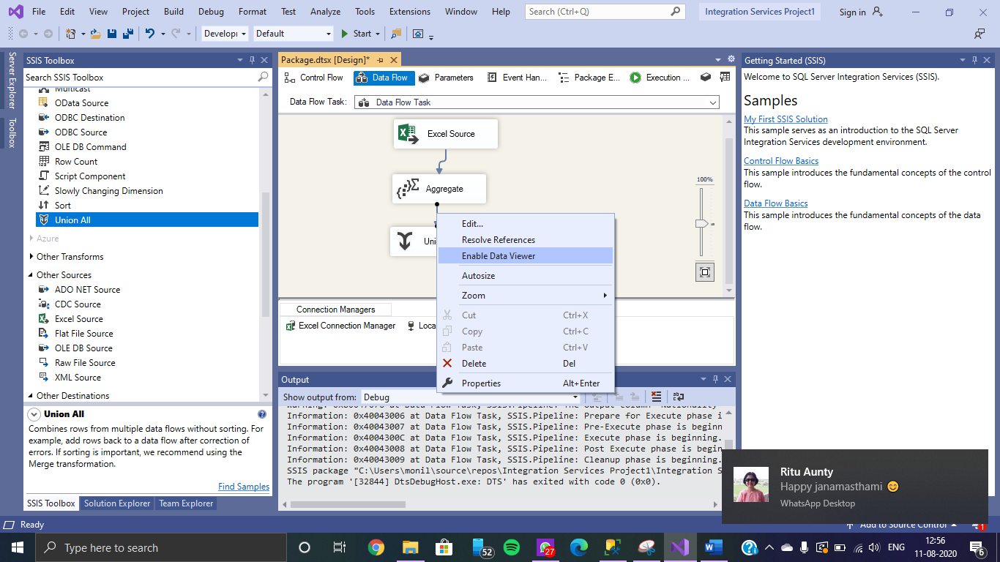 File Edit View Project Build Debug Format Test Analyze Tools Extensions Window Help Search (Ctrl+Q) Integration Services Project1 Sign in
Default Start
Server Explorer
Toolbox
SSIS Toolbox
Search SSIS Toolbox
Multicast
OData Source
ODBC Destination
ODBC Source
OLE DB Command
Row Count
Script Component
Slowly Changing Dimension
Sort
Union All
Azure
Other Transforms
Other Sources
ADO NET Source
CDC Source
Excel Source
Flat File Source
OLE DB Source
Raw File Source
XML Source
Other Destinations
Union All
Combines rows from multiple data flows without sorting. For
example, add rows back to a data flow after correction of
errors. If sorting is important, we recommend using the
Merge transformation.
Find Samples
SSIS Toolbox Solution Explorer Team Explorer
Package.dtsx [Design]*
Control Flow Data Flow Parameters Event Han... Package E... Execution ...
Data Flow Task: Data Flow Task
Excel Source
Aggregate
Uni
100%
Edit...
Resolve References
Enable Data Viewer
Autosize
Zoom
Cut Ctrl+X
Copy Ctrl+C
Paste Ctrl+V
Delete Del
Properties Alt+Enter
Connection Managers
Excel Connection Manager Loca
Output
Show output from: Debug
Information: 0x40043006 at Data Flow Task, SSIS.Pipeline: Prepare for Execute phase i
Information: 0x40043007 at Data Flow Task, SSIS.Pipeline: Pre-Execute phase is beginn
Information: 0x4004300C at Data Flow Task, SSIS.Pipeline: Execute phase is beginning.
Information: 0x40043008 at Data Flow Task, SSIS.Pipeline: Post Execute phase is begin
Information: 0x40043009 at Data Flow Task, SSIS.Pipeline: Cleanup phase is beginning.
SSIS package "C:\Users\monil\source\repos\Integration Services Project1\Integration S
The program '[32844] DtsDebugHost.exe: DTS' has exited with code 0 (0x0).
Getting Started (SSIS)
Welcome to SQL Server Integration Services (SSIS).
Samples
My First SSIS Solution
This sample serves as an introduction to the SQL Server
Integration Services development environment.
Control Flow Basics
This sample introduces the fundamental concepts of the control
flow.
Data Flow Basics
This sample introduces the fundamental concepts of the data
flow.
Ritu Aunty
Happy janamasthami 😊
WhatsApp Desktop
Ready
Add to Source Control 1
Type here to search
52 27 ENG 12:56
11-08-2020 6